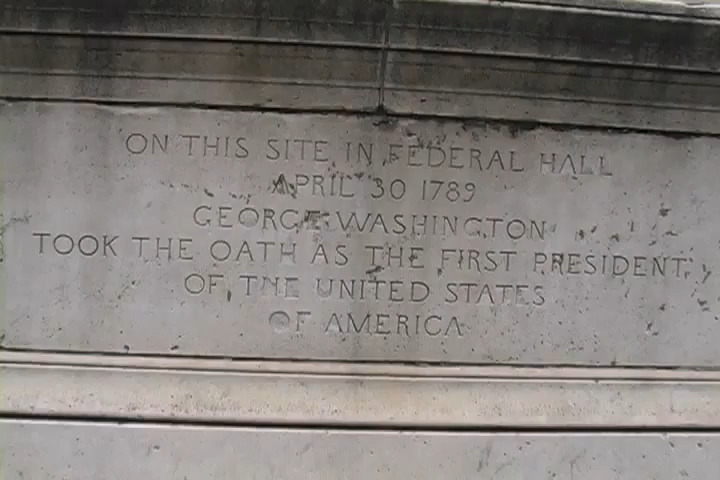 ON THIS SITE IN FEDERAL HALL
APRIL 30 1789
GEORGE WASHINGTON
TOOK THE OATH AS THE FIRST PRESIDENT
OF THE UNITED STATES
OF AMERICA